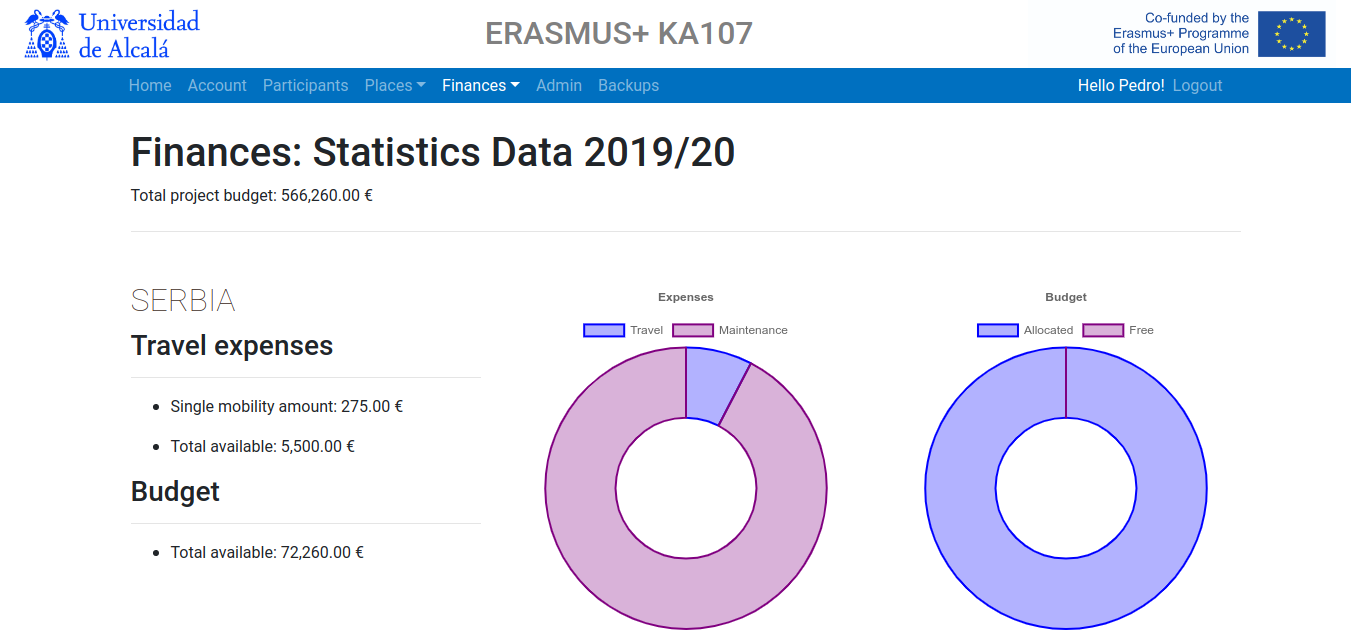 Universidad
de Alcalá
ERASMUS+ KA107
Co-funded by the
Erasmus+ Programme
of the European Union
Home Account Participants Places Finances Admin Backups Hello Pedro! Logout
Finances: Statistics Data 2019/20
Total project budget: 566,260.00 €
SERBIA
Travel expenses
Single mobility amount: 275.00 €
Total available: 5,500.00 €
Budget
Total available: 72,260.00 €
Expenses
Travel Maintenance
Budget
Allocated Free